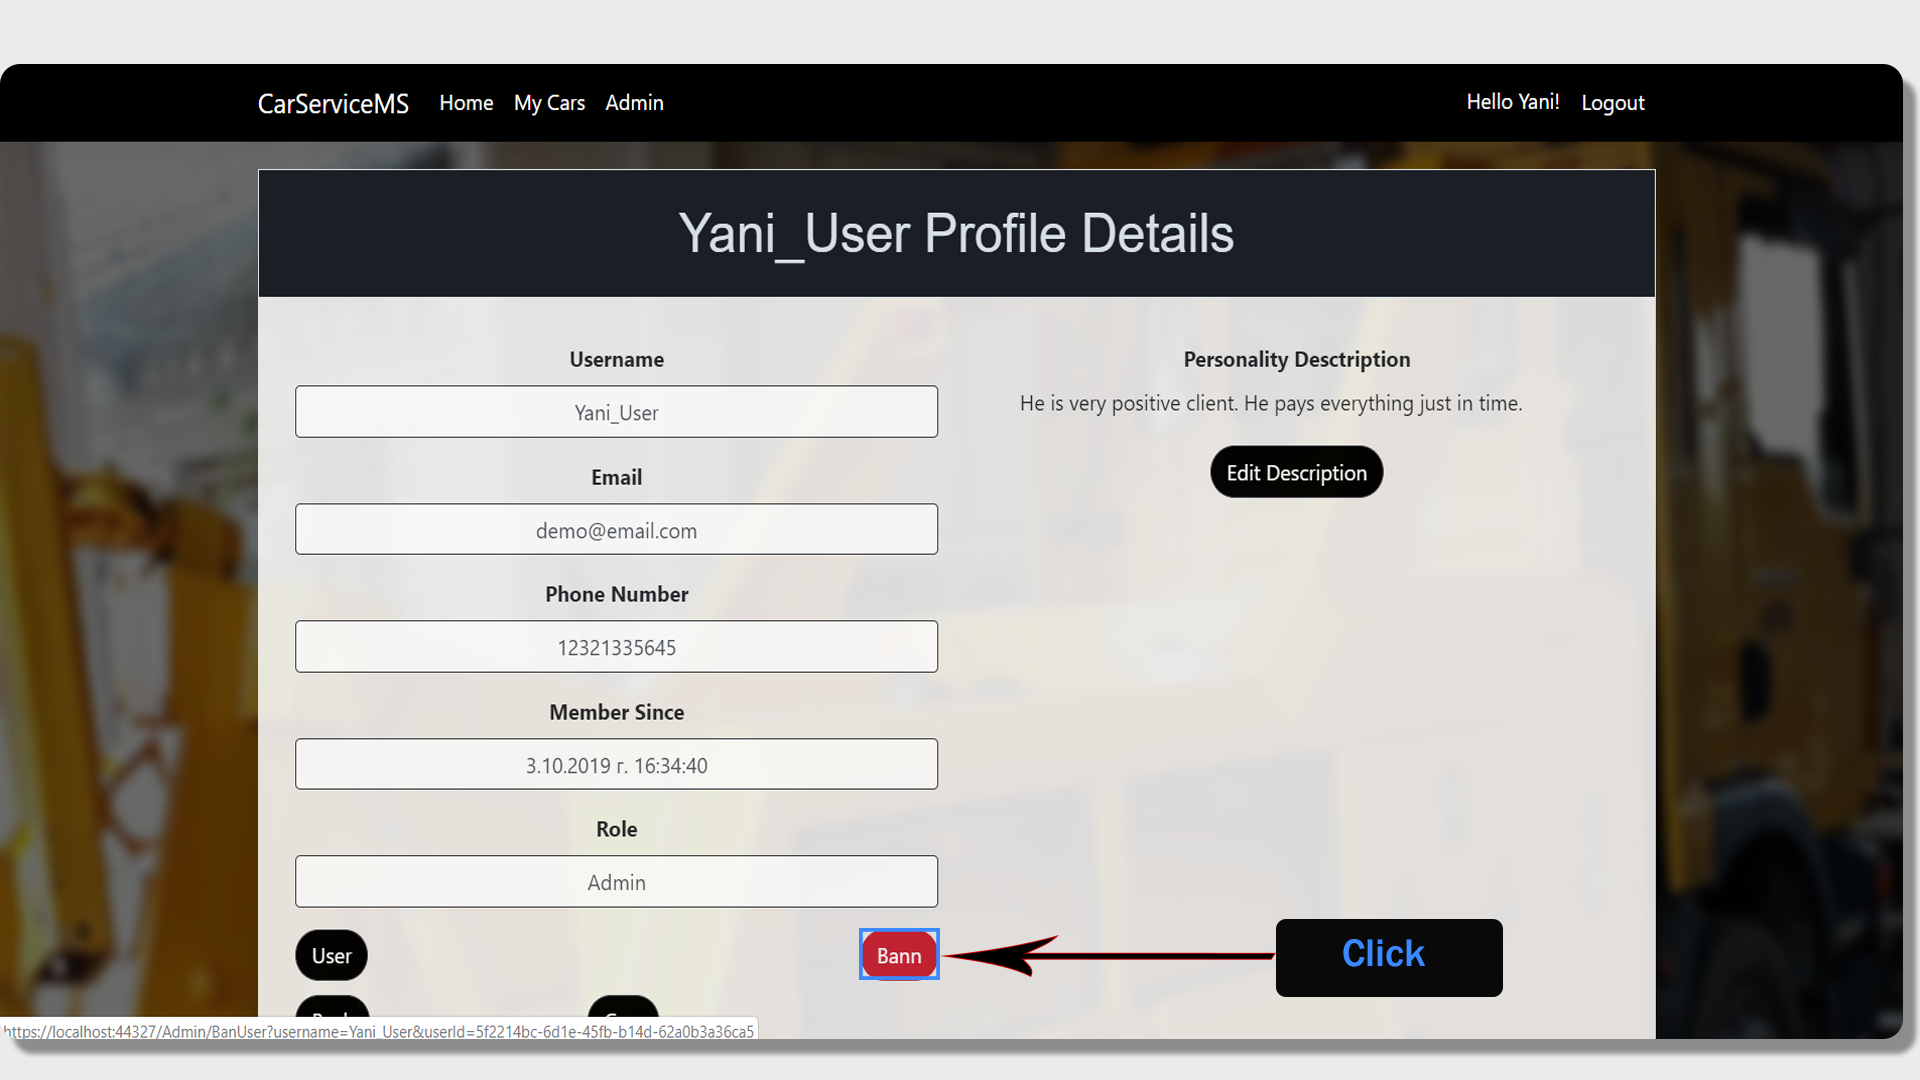 CarServiceMS Home My Cars Admin Hello Yani! Logout
Yani_User Profile Details
Username
Yani_User
Email
demo@email.com
Phone Number
12321335645
Member Since
3.10.2019 г. 16:34:40
Role
Admin
Personality Desctription
He is very positive client. He pays everything just in time.
Edit Description
User
Bann
Click
https://localhost:44327/Admin/BanUser?username=Yani_User&userId=5f2214bc-6d1e-45fb-b14d-62a0b3a36ca5